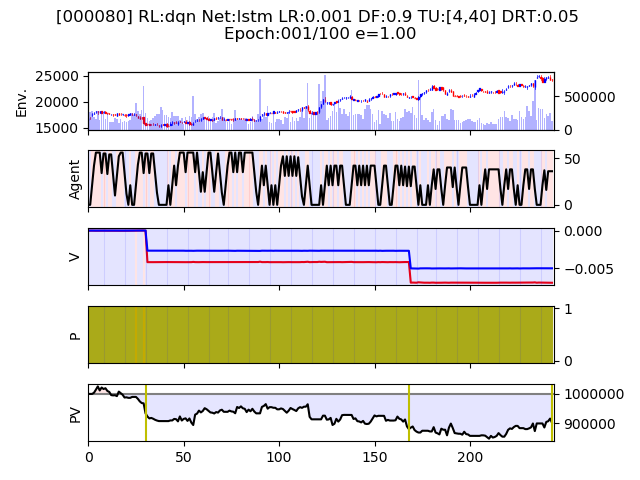 [000080] RL:dqn Net:lstm LR:0.001 DF:0.9 TU:[4,40] DRT:0.05
Epoch:001/100 e=1.00
Env.
25000
20000
15000
500000
0
Agent
50
0
V
0.000
−0.005
P
1
0
PV
1000000
900000
0
50
100
150
200